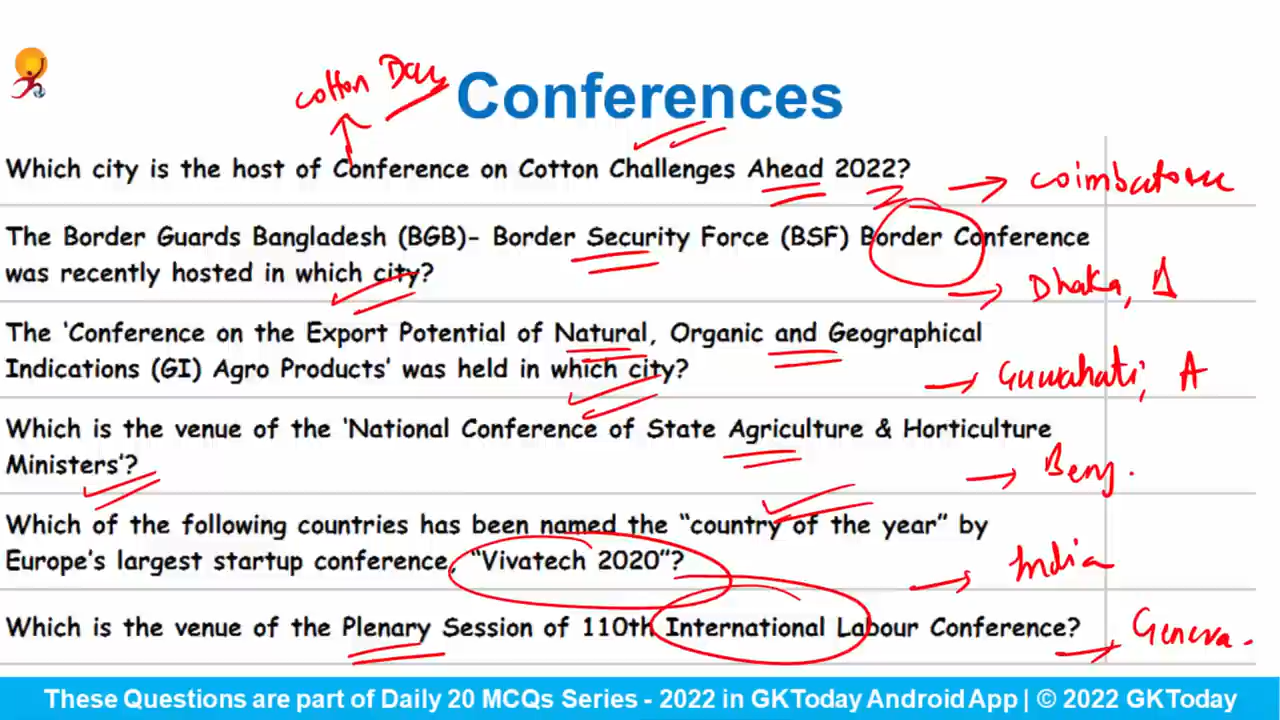 Cotton Day
Conferences
Which city is the host of Conference on Cotton Challenges Ahead 2022?
→ Coimbatore
The Border Guards Bangladesh (BGB)- Border Security Force (BSF) Border Conference
was recently hosted in which city?
→ Dhaka,
The ‘Conference on the Export Potential of Natural, Organic and Geographical
Indications (GI) Agro Products’ was held in which city?
→ Guwahati, A
Which is the venue of the ‘National Conference of State Agriculture & Horticulture
Ministers’?
→ Beng.
Which of the following countries has been named the “country of the year” by
Europe’s largest startup conference, “Vivatech 2020”?
→ India
Which is the venue of the Plenary Session of 110th International Labour Conference?
→ Geneva.
These Questions are part of Daily 20 MCQs Series - 2022 in GKToday Android App | © 2022 GKToday